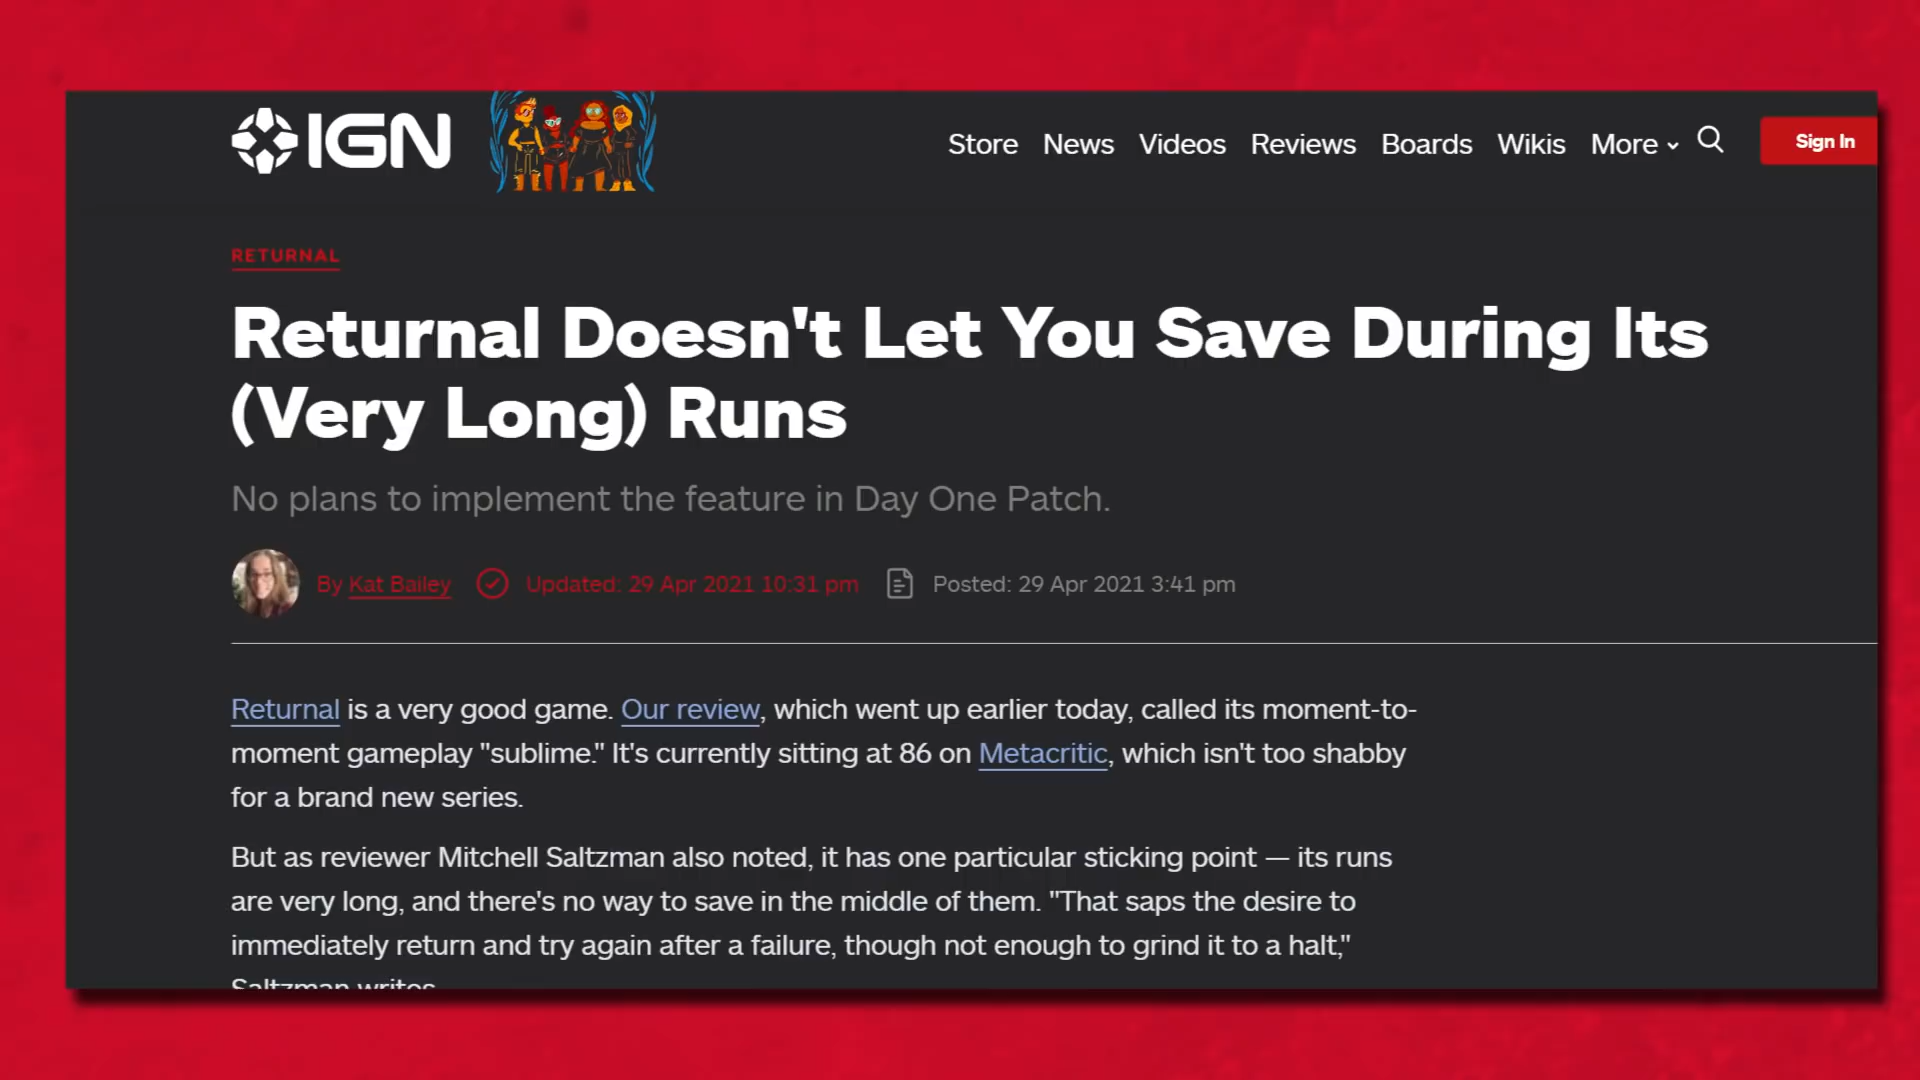 IGN
Store News Videos Reviews Boards Wikis More
Sign In
RETURNAL
Returnal Doesn't Let You Save During Its
(Very Long) Runs
No plans to implement the feature in Day One Patch.
By Kat Bailey Updated: 29 Apr 2021 10:31 pm Posted: 29 Apr 2021 3:41 pm
Returnal is a very good game. Our review, which went up earlier today, called its moment-to-
moment gameplay "sublime." It's currently sitting at 86 on Metacritic, which isn't too shabby
for a brand new series.
But as reviewer Mitchell Saltzman also noted, it has one particular sticking point — its runs
are very long, and there's no way to save in the middle of them. "That saps the desire to
immediately return and try again after a failure, though not enough to grind it to a halt,"
Saltzman writes.